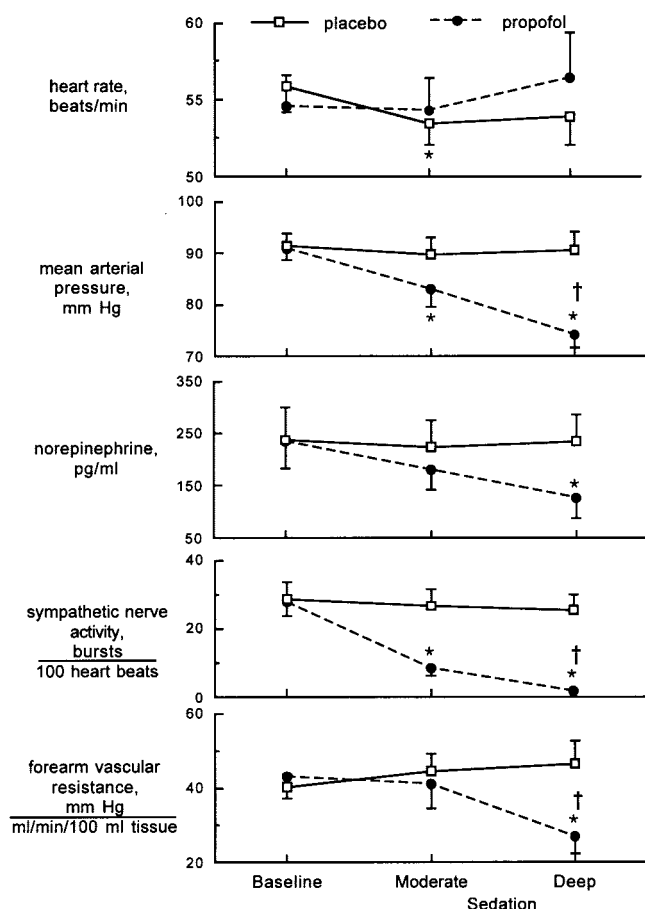 placebo propofol
60
heart rate,
beats/min
55
*
50
100
90
mean arterial
pressure,
mm Hg
80
†
*
*
70
350
norepinephrine,
pg/ml
250
150
*
50
40
sympathetic nerve
activity,
bursts
100 heart beats
20
*
†
*
0
60
forearm vascular
resistance,
mm Hg
ml/min/100 ml tissue
40
†
*
20
Baseline Moderate Deep
Sedation